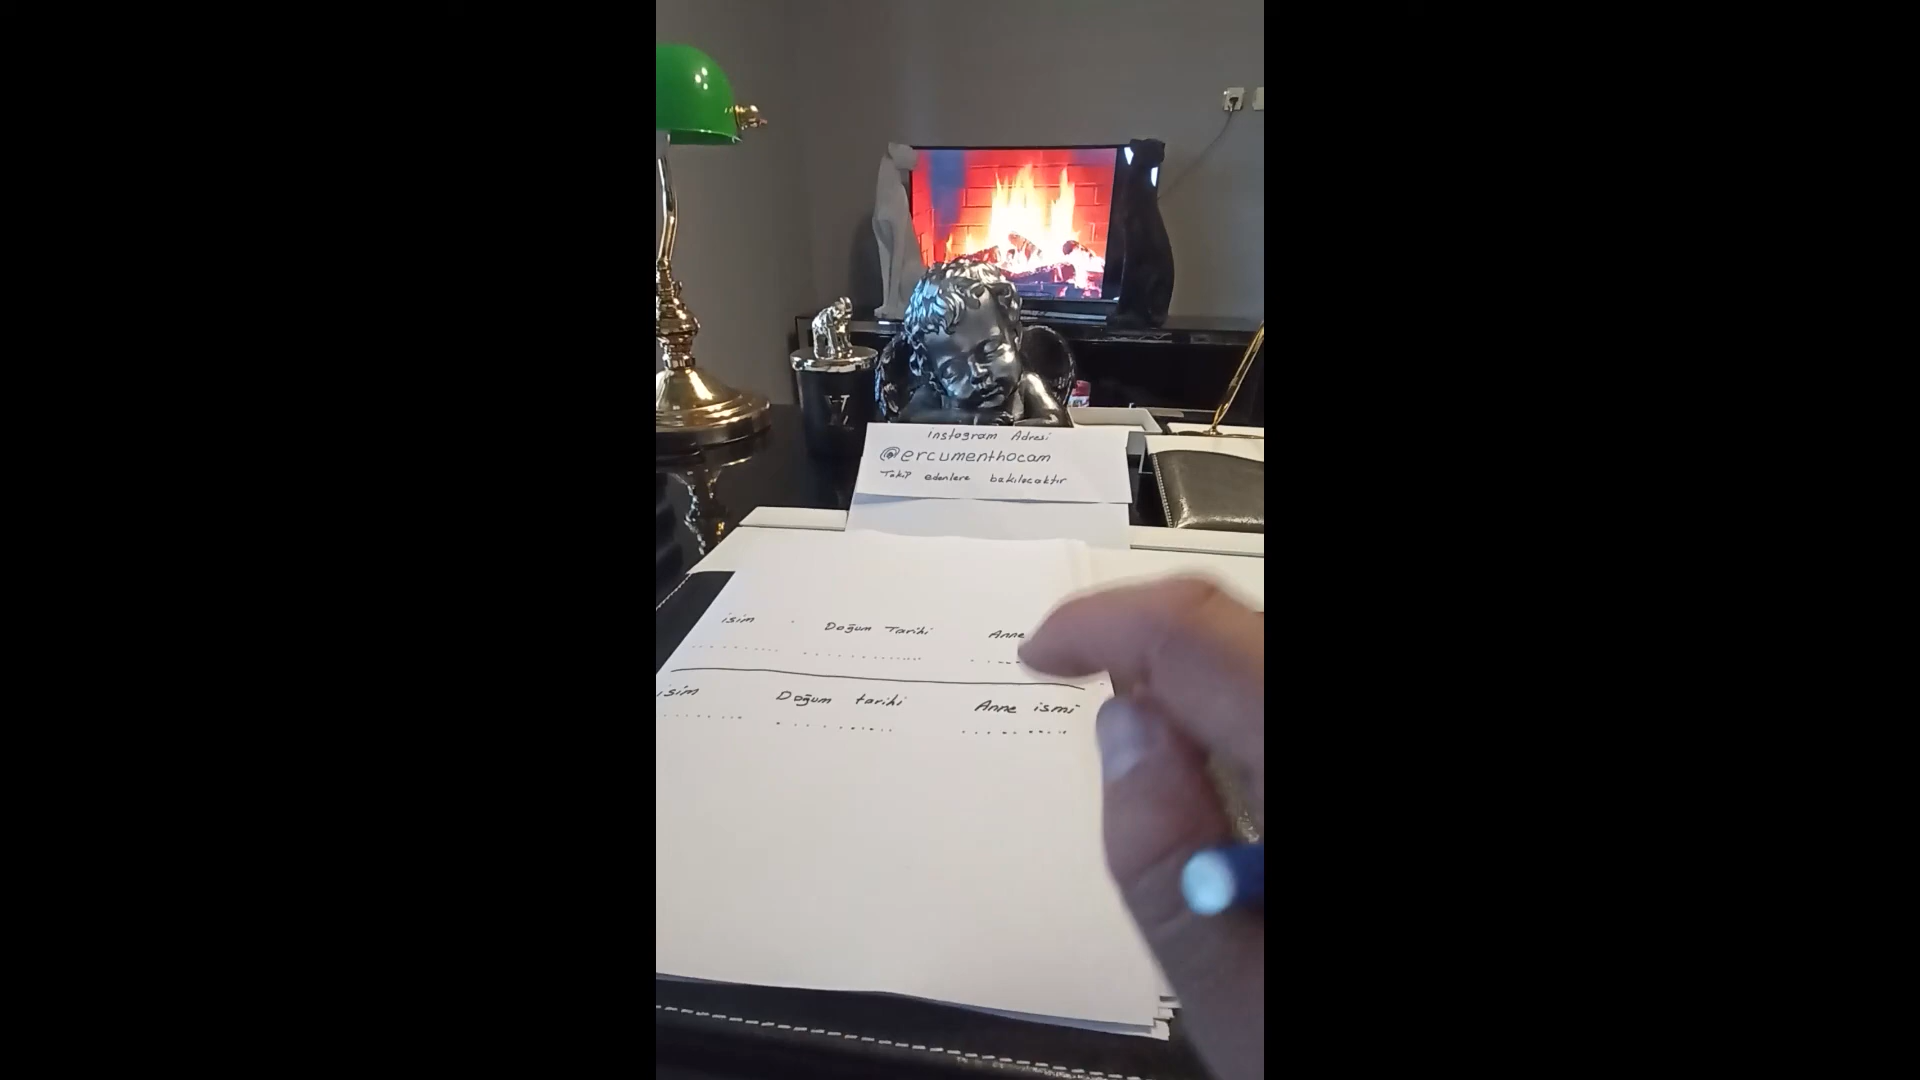 instagram Adresi
@ercumenthocam
Takip edenlere bakılacaktır
isim Doğum Tarihi Anne
isim Doğum tarihi Anne ismi